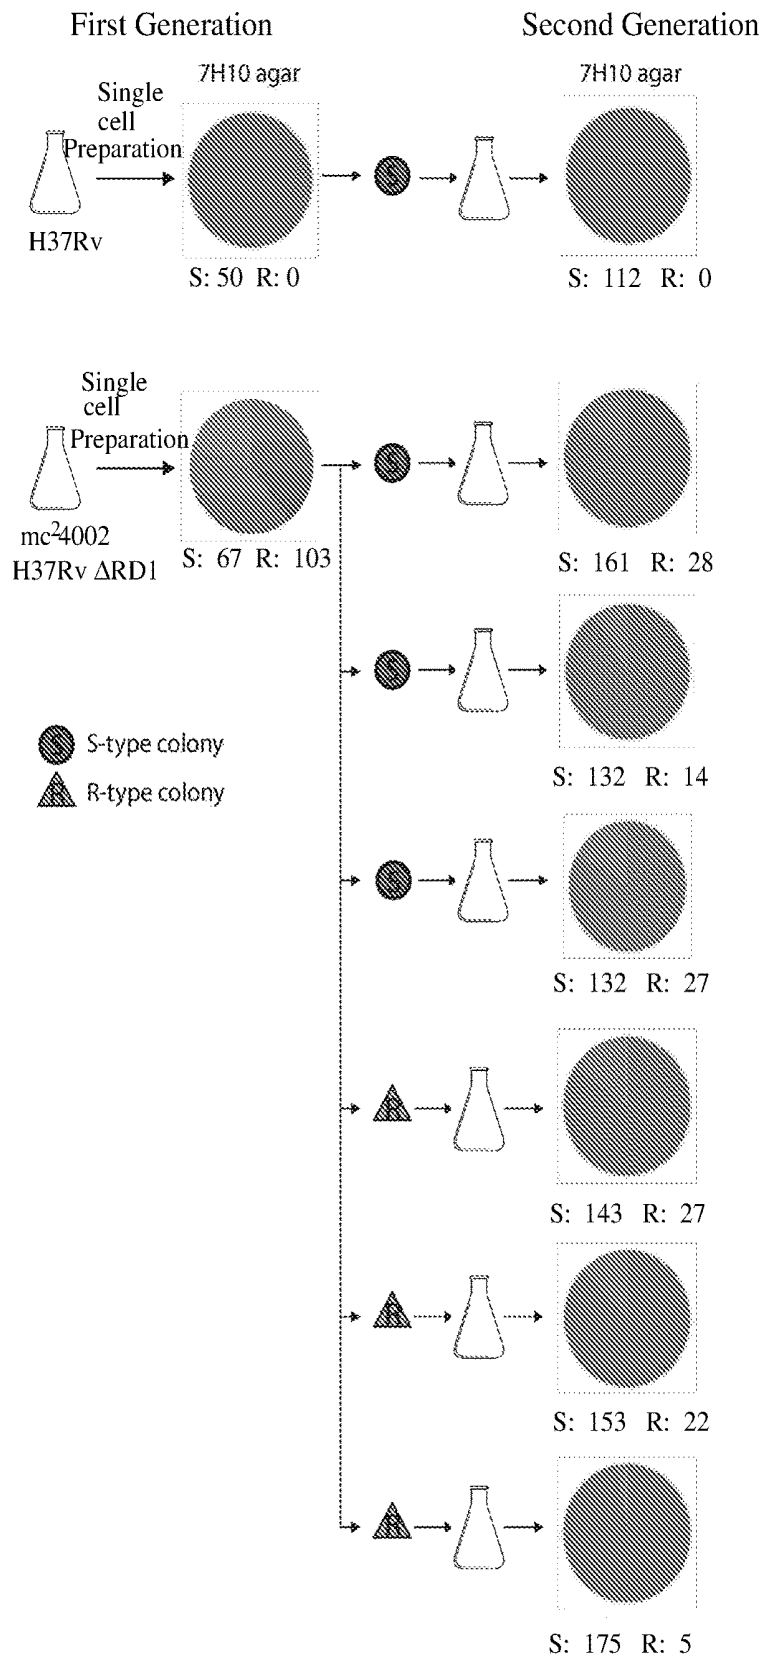 First Generation
Second Generation
7H10 agar
7H10 agar
Single
cell
Preparation
S
H37Rv
S: 50 R: 0
S: 112 R: 0
Single
cell
Preparation
S
mc²4002
H37Rv ΔRD1
S: 67 R: 103
S: 161 R: 28
S
S: 132 R: 14
S S-type colony
R R-type colony
S
S: 132 R: 27
R
S: 143 R: 27
R
S: 153 R: 22
R
S: 175 R: 5